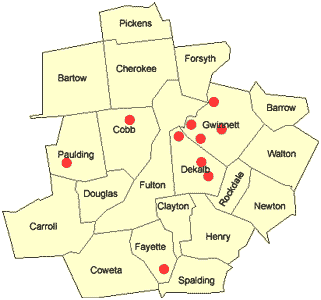 Pickens
Forsyth
Bartow
Cherokee
Barrow
Gwinnett
Cobb
Walton
Paulding
Dekalb
Rockdale
Douglas
Fulton
Clayton
Newton
Carroll
Henry
Fayette
Coweta
Spalding